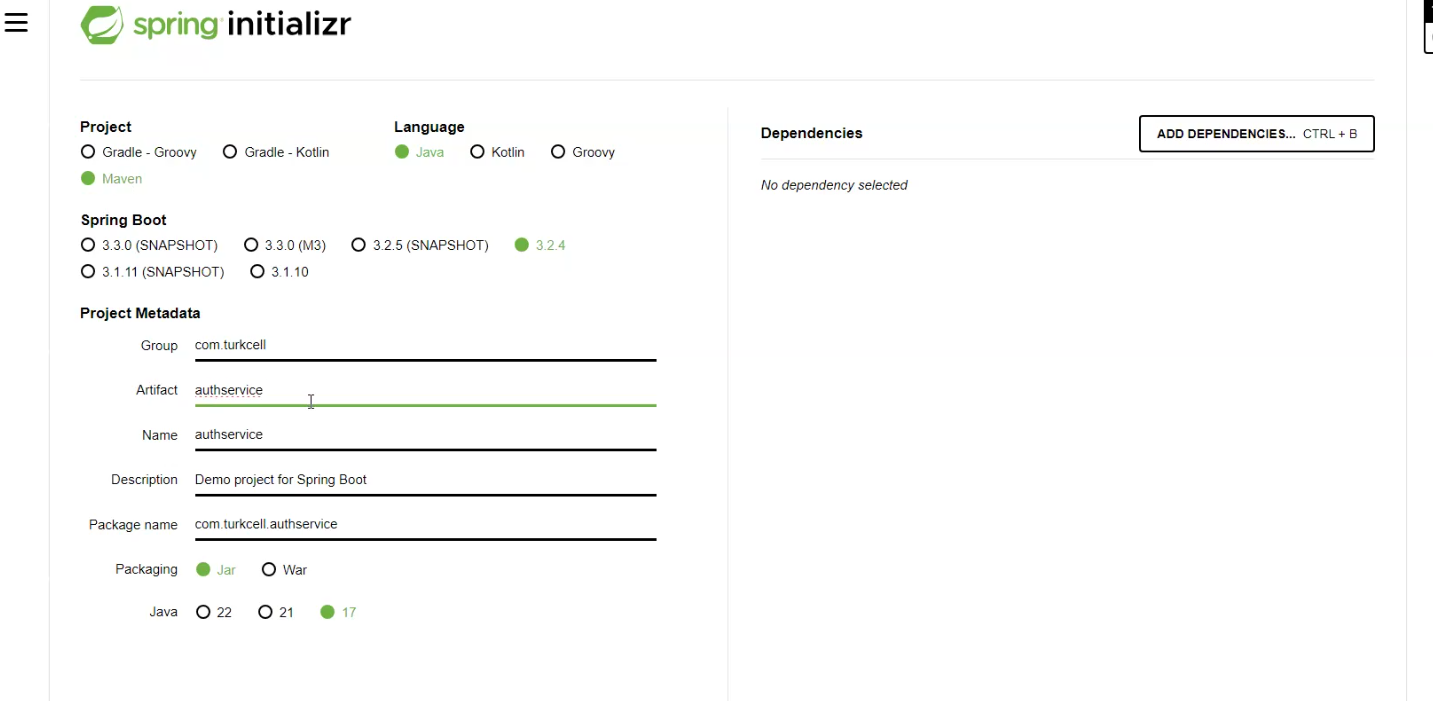 spring initializr
Project
Gradle - Groovy Gradle - Kotlin
Maven
Language
Java Kotlin Groovy
Spring Boot
3.3.0 (SNAPSHOT) 3.3.0 (M3) 3.2.5 (SNAPSHOT) 3.2.4
3.1.11 (SNAPSHOT) 3.1.10
Project Metadata
Group com.turkcell
Artifact authservice
Name authservice
Description Demo project for Spring Boot
Package name com.turkcell.authservice
Packaging Jar War
Java 22 21 17
Dependencies ADD DEPENDENCIES... CTRL + B
No dependency selected